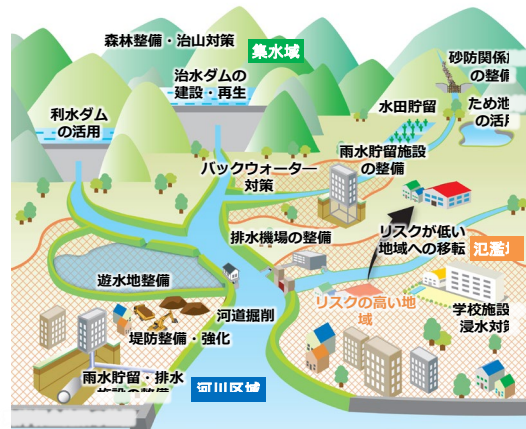 森林整備・治山対策
集水域
治水ダムの
建設・再生
砂防関係
の整備
利水ダム
の活用
水田貯留
ため池
の活
雨水貯留施設
の整備
バックウォーター
対策
排水機場の整備
リスクが低い
地域への移転
氾濫
遊水地整備
リスクの高い地
域
河道掘削
学校施設
浸水対策
堤防整備・強化
雨水貯留・排水
施設の整備
河川区域